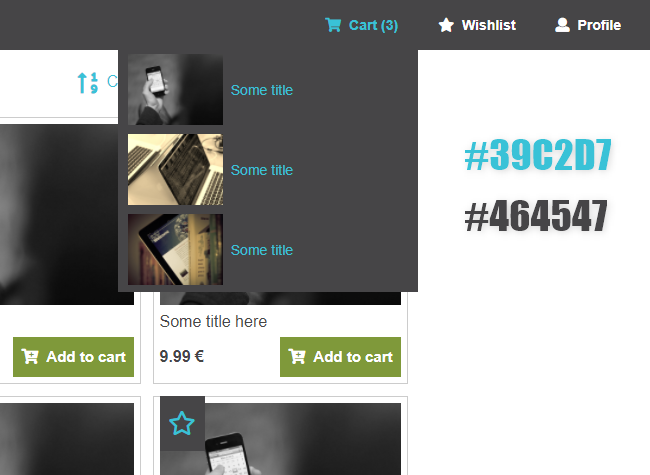 Cart (3) Wishlist Profile
C
Some title
#39C2D7
Some title
#464547
Some title
Some title here
Add to cart
9.99 €
Add to cart